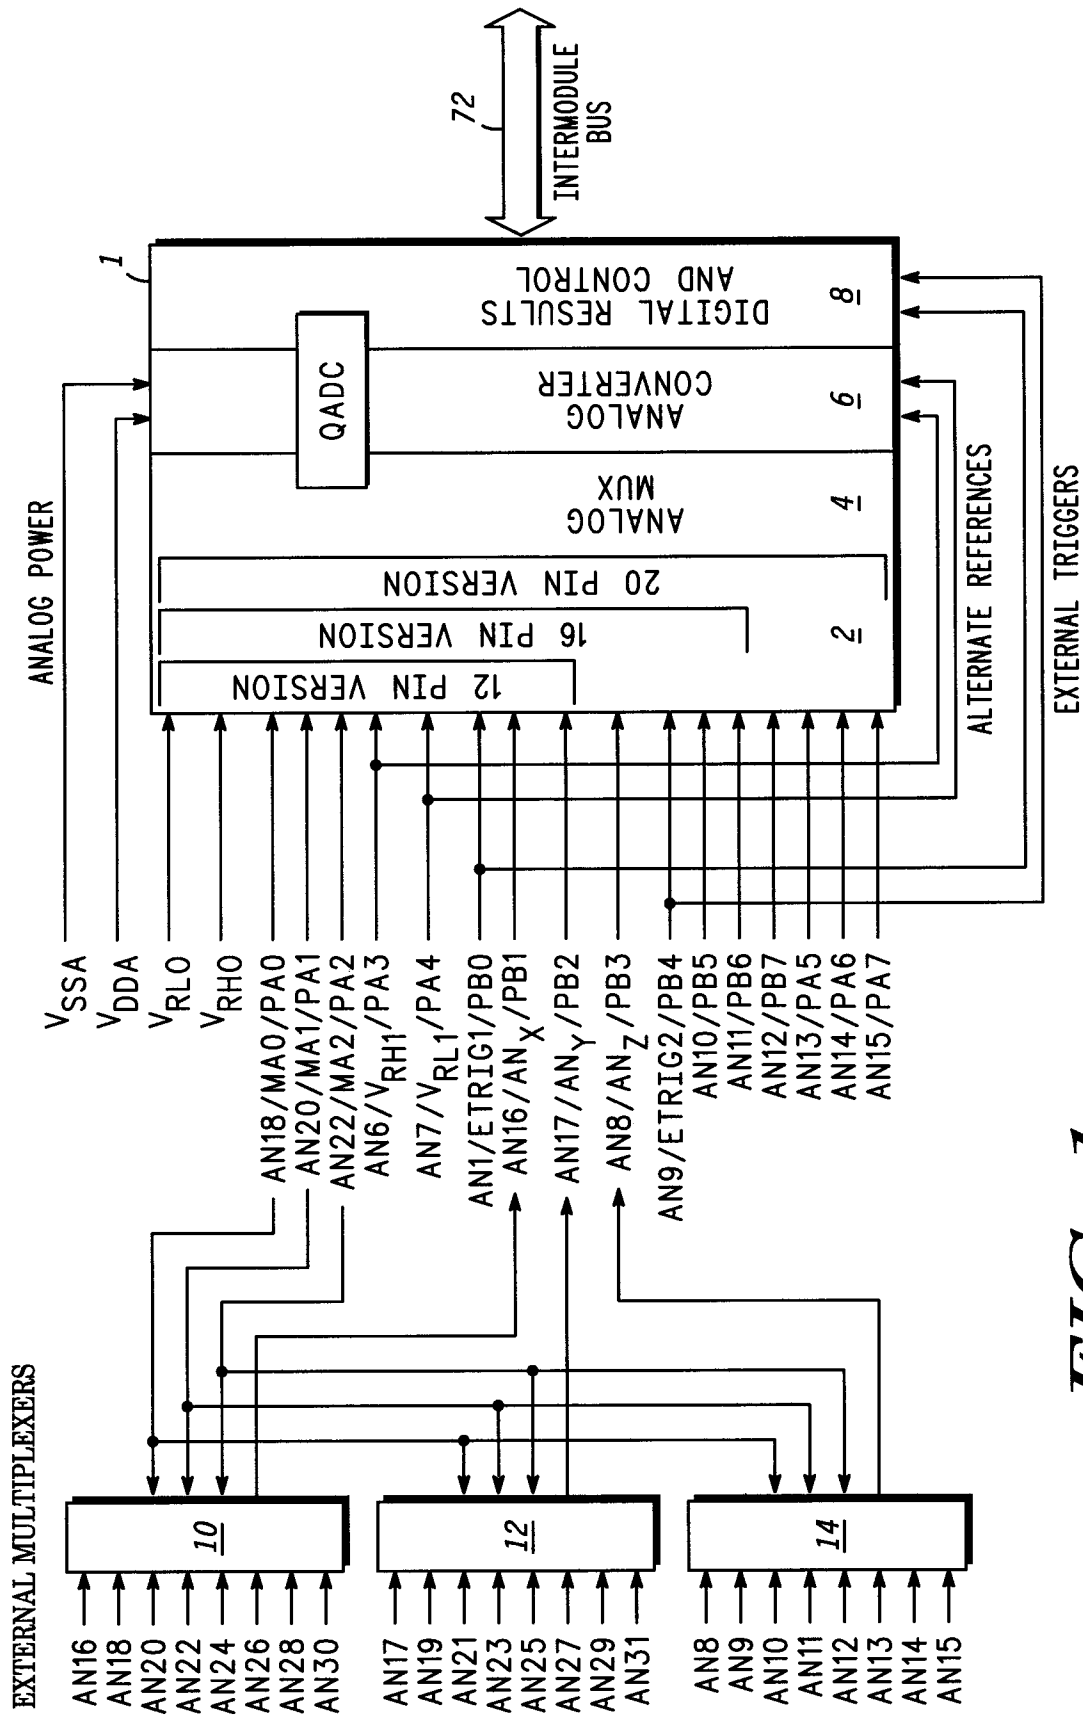 EXTERNAL MULTIPLEXERS
AN16
AN18
AN20
AN22
AN24
AN26
AN28
AN30
10
AN17
AN19
AN21
AN23
AN25
AN27
AN29
AN31
12
AN8
AN9
AN10
AN11
AN12
AN13
AN14
AN15
14
ANALOG POWER
VSSA
VDDA
VRLO
VRHO
AN18/MA0/PA0
AN20/MA1/PA1
AN22/MA2/PA2
AN6/VRH1/PA3
AN7/VRL1/PA4
AN1/ETRIG1/PB0
AN16/ANX/PB1
AN17/ANY/PB2
AN8/ANZ/PB3
AN9/ETRIG2/PB4
AN10/PB5
AN11/PB6
AN12/PB7
AN13/PA5
AN14/PA6
AN15/PA7
12 PIN VERSION
16 PIN VERSION
20 PIN VERSION
2
ANALOG
MUX
4
QADC
ANALOG
CONVERTER
6
DIGITAL RESULTS
AND CONTROL
8
1
72
INTERMODULE
BUS
ALTERNATE REFERENCES
EXTERNAL TRIGGERS
FIG. 1